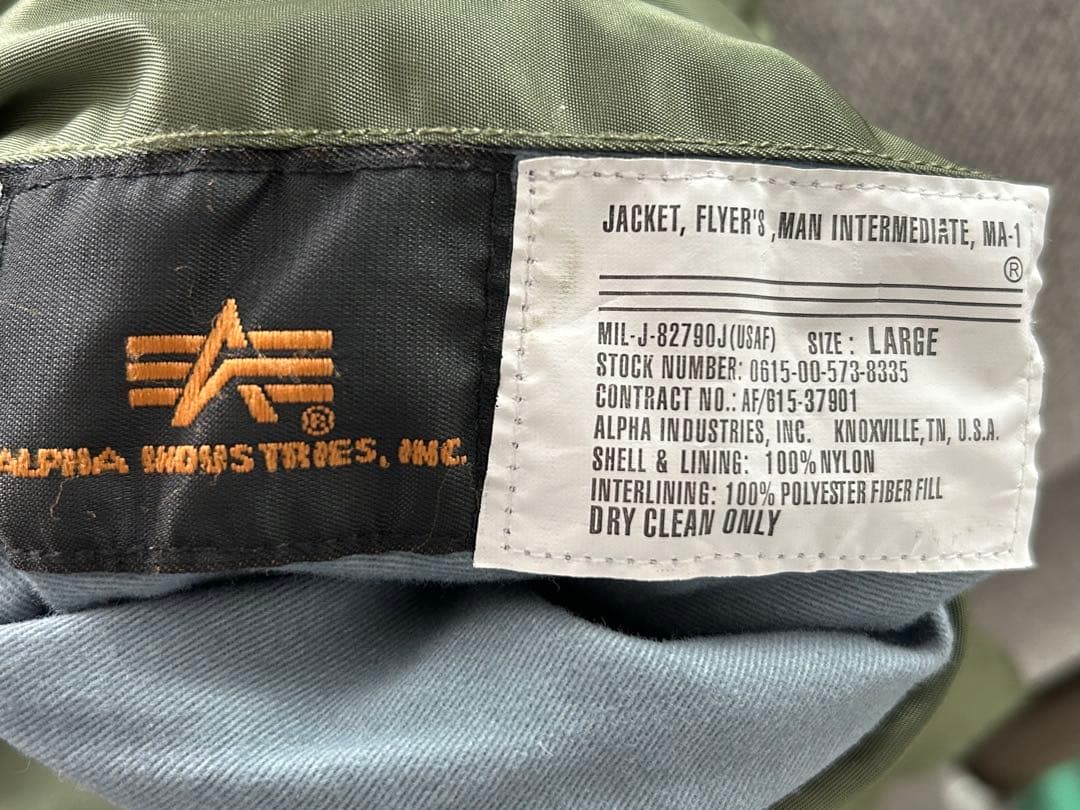 ALPHA INDUSTRIES, INC.
®
JACKET, FLYER'S ,MAN INTERMEDIATE, MA-1
®
MIL-J-82790J(USAF) SIZE: LARGE
STOCK NUMBER: 0615-00-573-8335
CONTRACT NO.: AF/615-37901
ALPHA INDUSTRIES, INC. KNOXVILLE,TN, U.S.A.
SHELL & LINING: 100% NYLON
INTERLINING: 100% POLYESTER FIBER FILL
DRY CLEAN ONLY